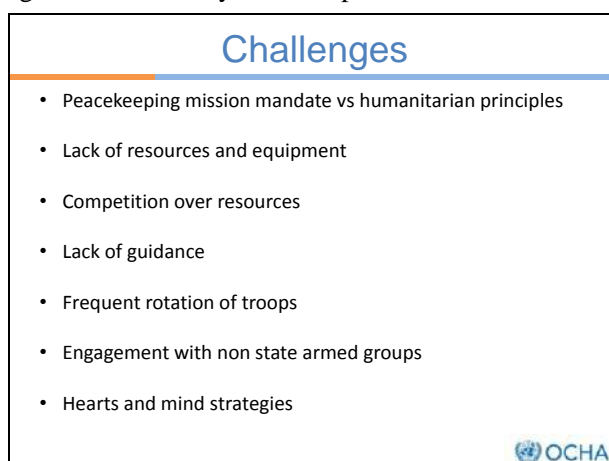 Challenges
• Peacekeeping mission mandate vs humanitarian principles
• Lack of resources and equipment
• Competition over resources
• Lack of guidance
• Frequent rotation of troops
• Engagement with non state armed groups
• Hearts and mind strategies
OCHA